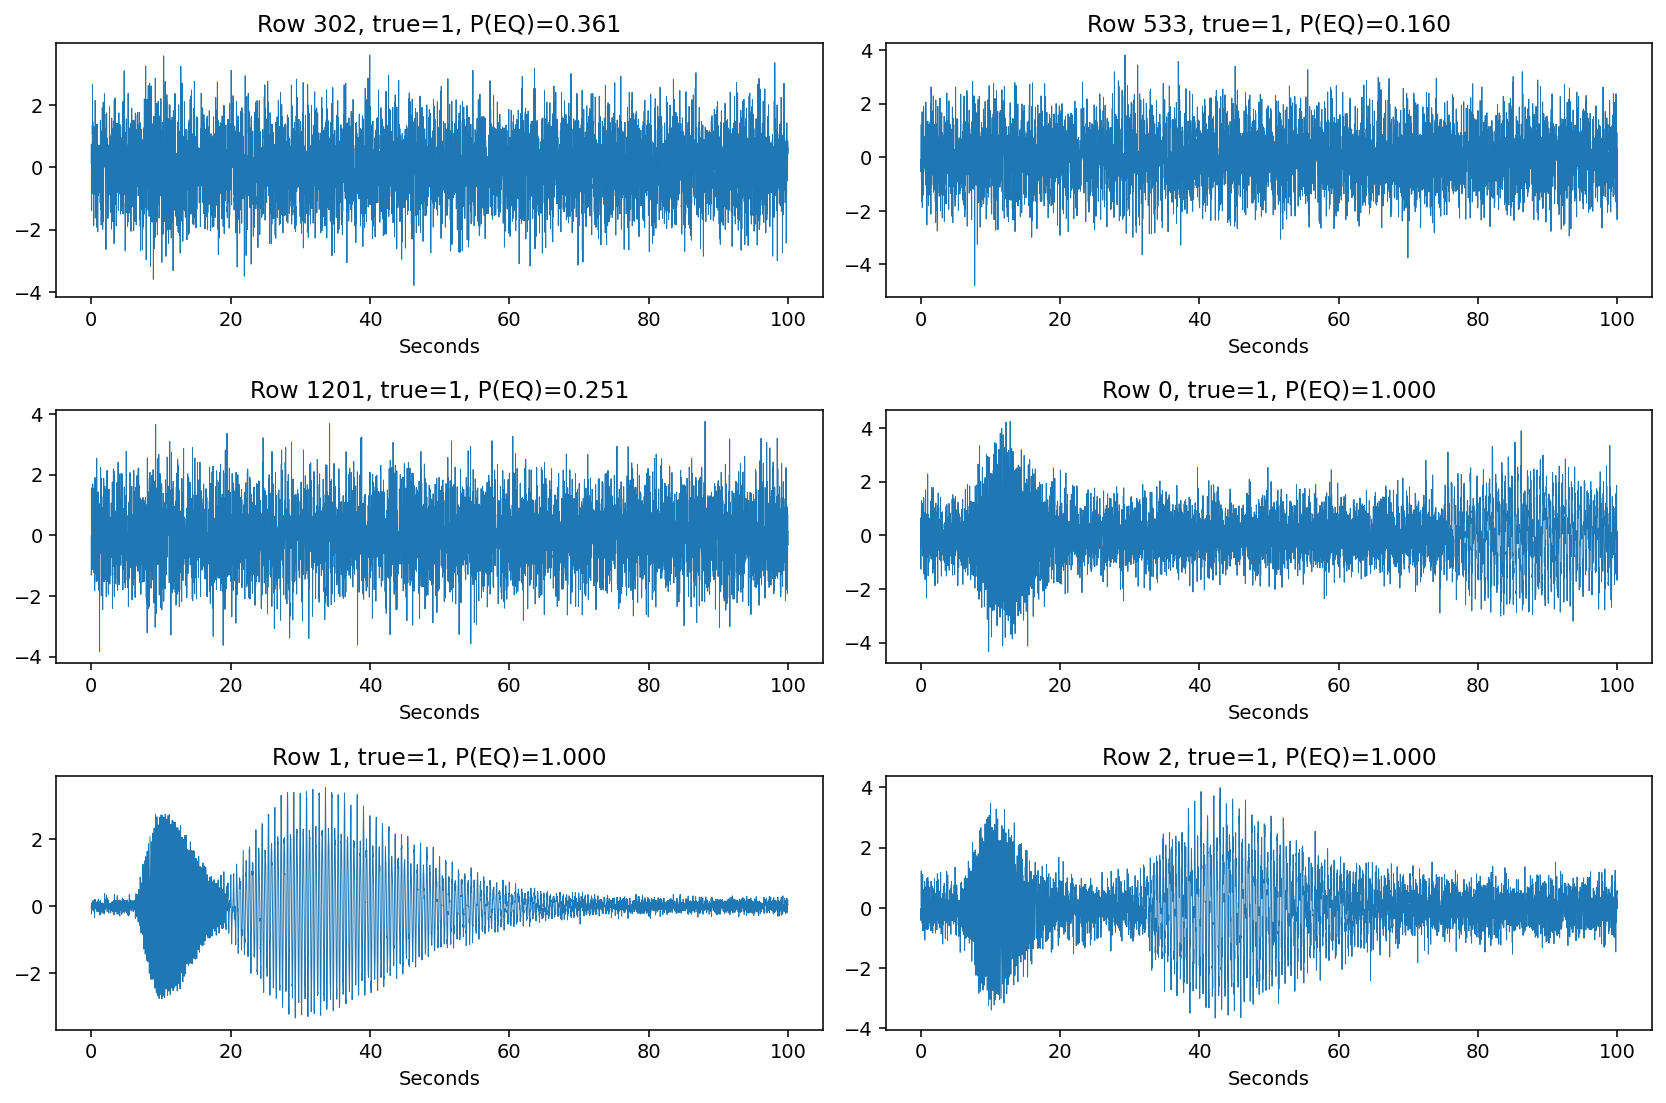 Row 302, true=1, P(EQ)=0.361
2
0
−2
−4
0 20 40 60 80 100
Seconds
Row 533, true=1, P(EQ)=0.160
4
2
0
−2
−4
0 20 40 60 80 100
Seconds
Row 1201, true=1, P(EQ)=0.251
4
2
0
−2
−4
0 20 40 60 80 100
Seconds
Row 0, true=1, P(EQ)=1.000
4
2
0
−2
−4
0 20 40 60 80 100
Seconds
Row 1, true=1, P(EQ)=1.000
2
0
−2
0 20 40 60 80 100
Seconds
Row 2, true=1, P(EQ)=1.000
4
2
0
−2
−4
0 20 40 60 80 100
Seconds